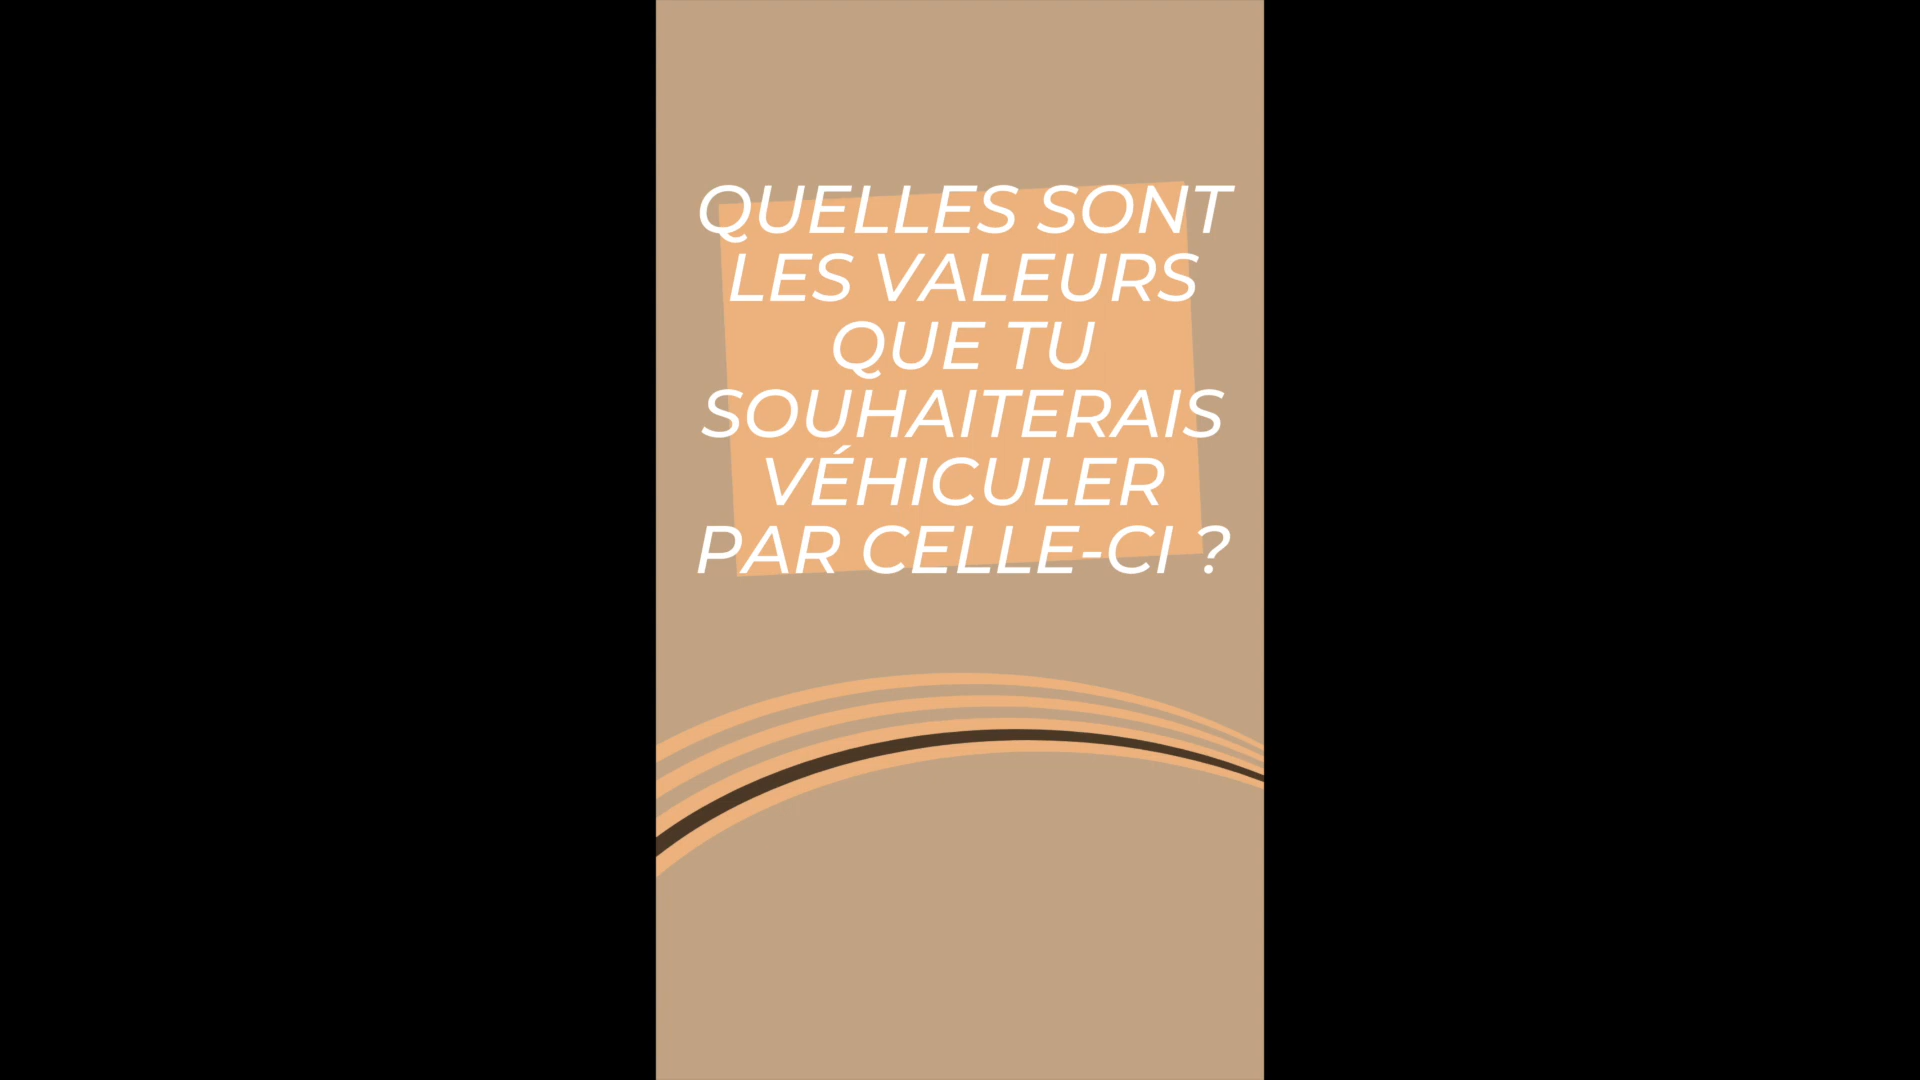 QUELLES SONT
LES VALEURS
QUE TU
SOUHAITERAIS
VÉHICULER
PAR CELLE-CI ?